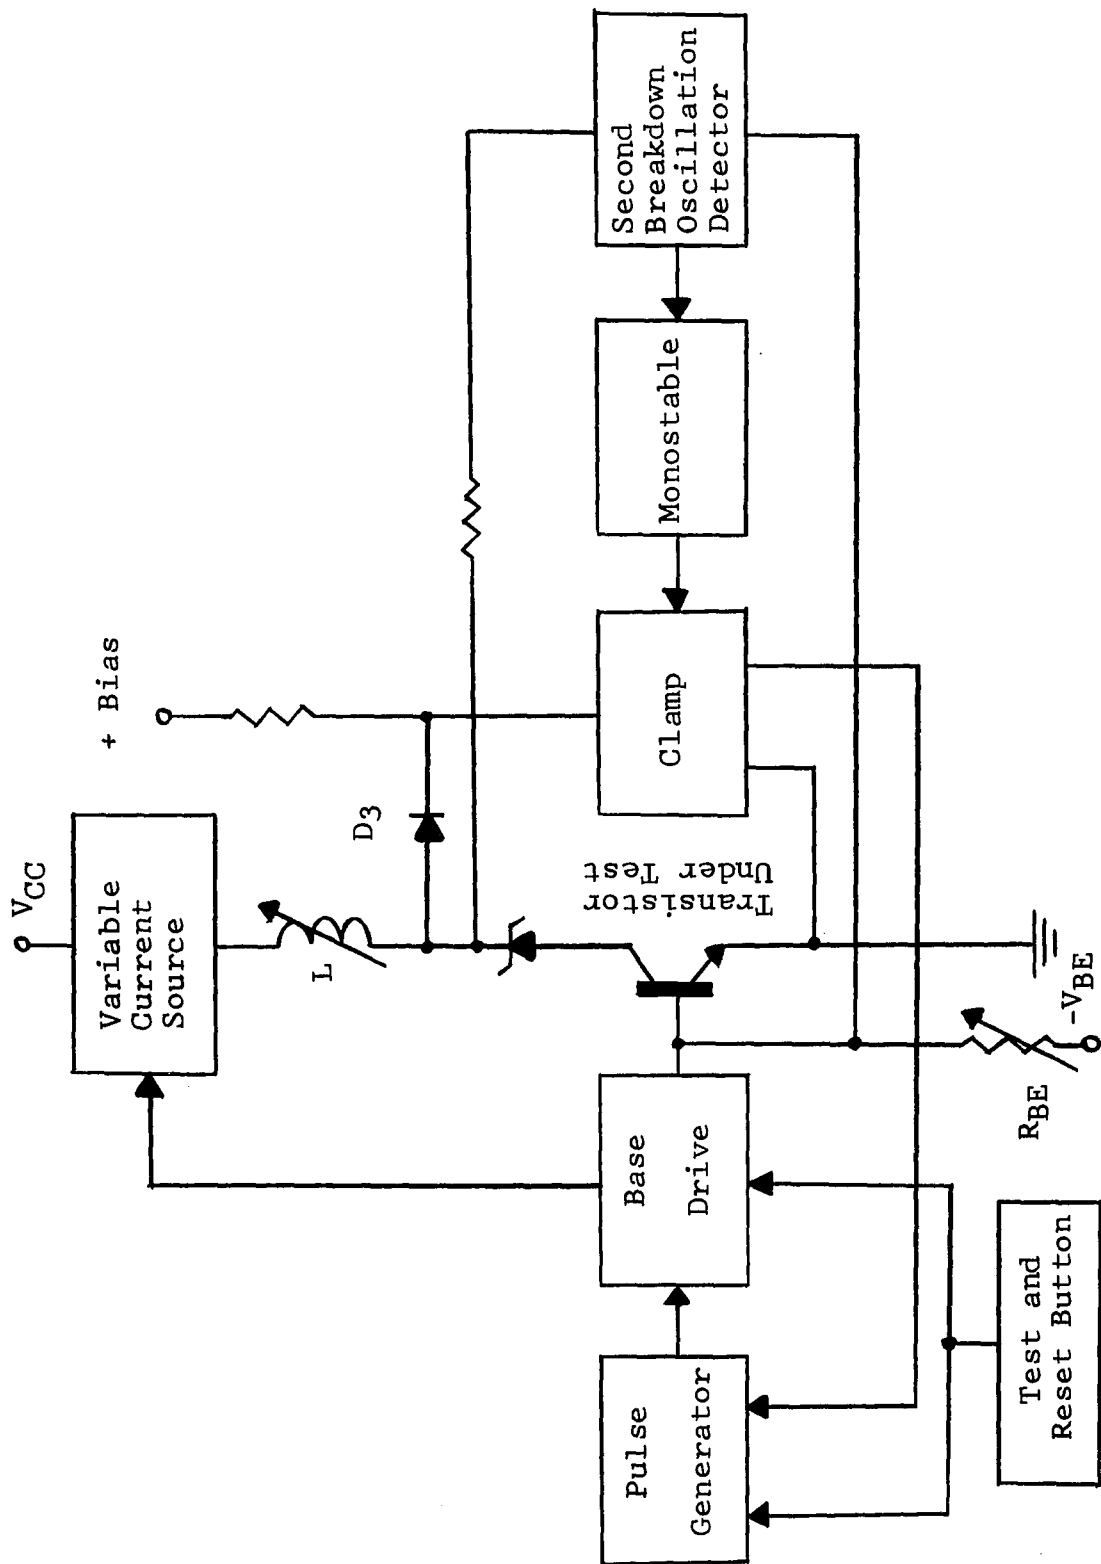 V_CC
Variable
Current
Source
L
D3
+ Bias
Transistor
Under Test
Pulse
Generator
Base
Drive
Clamp
Monostable
Second
Breakdown
Oscillation
Detector
R_BE
-V_BE
Test and
Reset Button